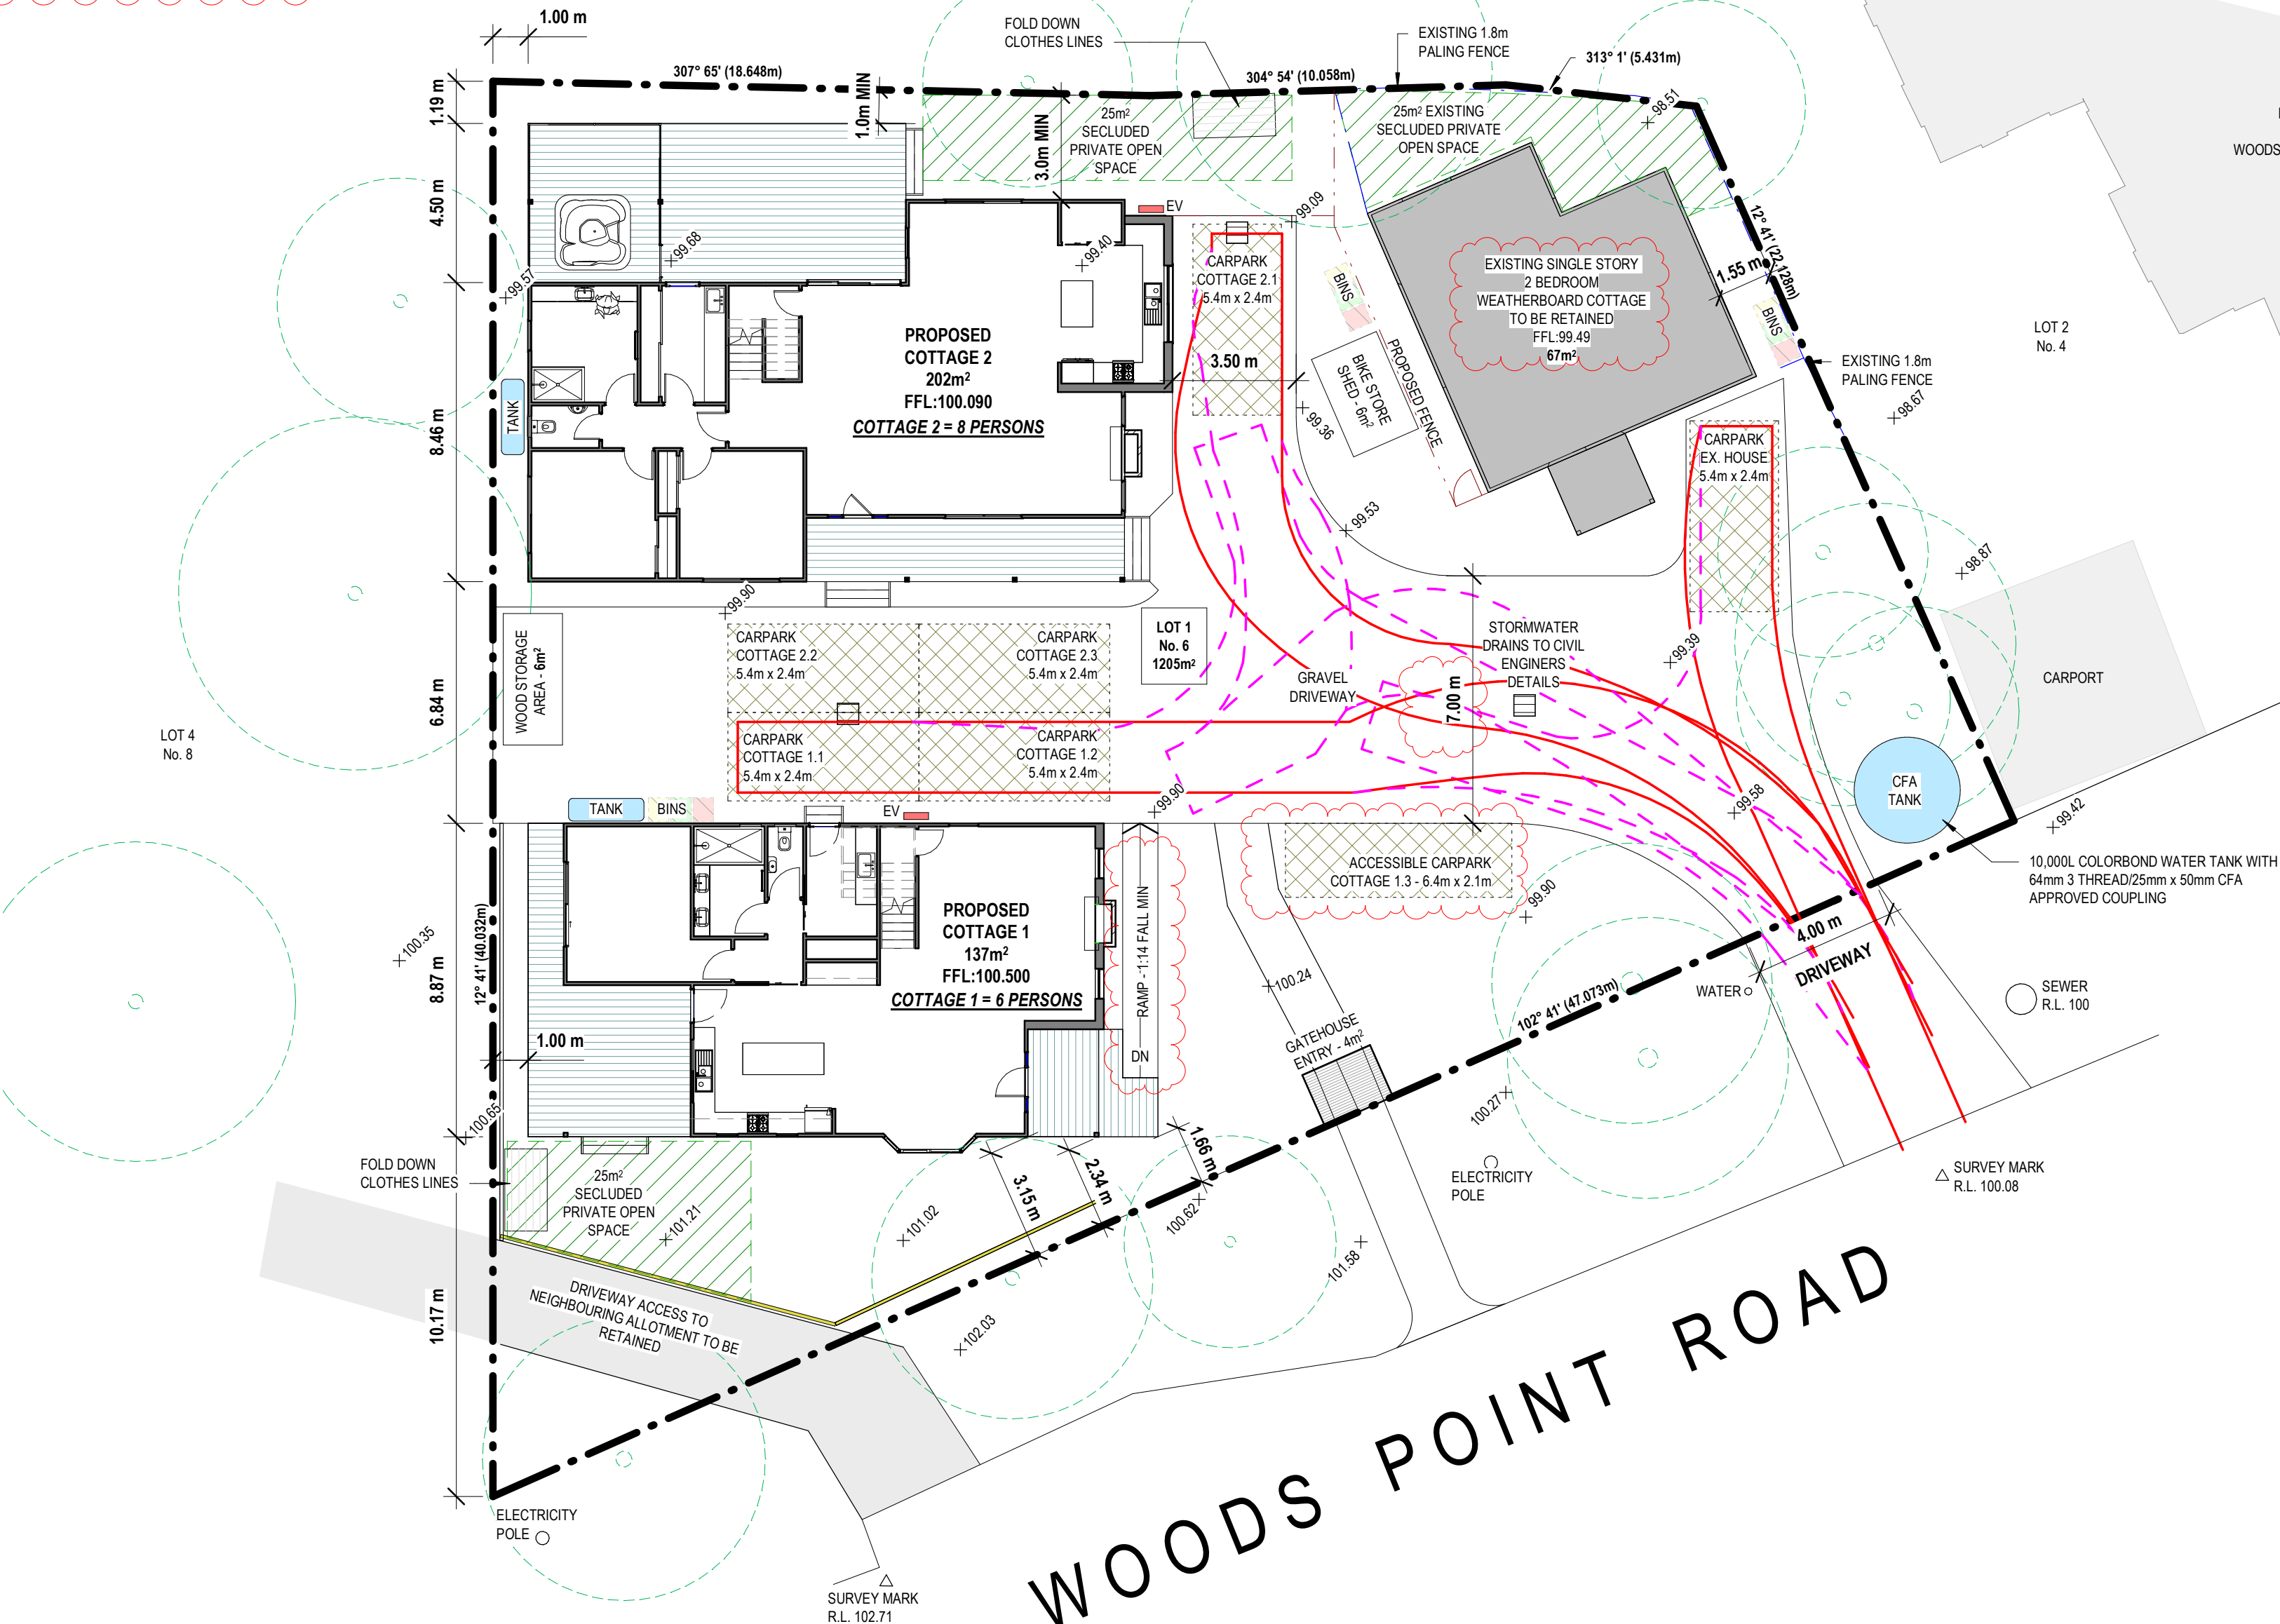 1.00 m
FOLD DOWN
CLOTHES LINES
EXISTING 1.8m
PALING FENCE
307° 65' (18.648m)
304° 54' (10.058m)
313° 1' (5.431m)
1.19 m
1.0m MIN
3.0m MIN
25m²
SECLUDED
PRIVATE OPEN
SPACE
25m² EXISTING
SECLUDED PRIVATE
OPEN SPACE
98.51
WOODS
4.50 m
99.68
99.57
EV
99.40
99.09
CARPARK
COTTAGE 2.1
5.4m x 2.4m
BINS
EXISTING SINGLE STORY
2 BEDROOM
WEATHERBOARD COTTAGE
TO BE RETAINED
FFL:99.49
67m²
1.55 m
12° 41' (22.128m)
BINS
LOT 2
No. 4
EXISTING 1.8m
PALING FENCE
98.67
PROPOSED
COTTAGE 2
202m²
FFL:100.090
COTTAGE 2 = 8 PERSONS
3.50 m
BIKE STORE
SHED - 6m²
PROPOSED FENCE
99.36
TANK
8.46 m
CARPARK
EX. HOUSE
5.4m x 2.4m
99.53
98.87
99.90
WOOD STORAGE
AREA - 6m²
CARPARK
COTTAGE 2.2
5.4m x 2.4m
CARPARK
COTTAGE 2.3
5.4m x 2.4m
LOT 1
No. 6
1205m²
STORMWATER
DRAINS TO CIVIL
ENGINERS
DETAILS
GRAVEL
DRIVEWAY
7.00 m
99.39
CARPORT
6.84 m
LOT 4
No. 8
CARPARK
COTTAGE 1.1
5.4m x 2.4m
CARPARK
COTTAGE 1.2
5.4m x 2.4m
TANK
BINS
EV
99.90
99.58
CFA
TANK
99.42
10,000L COLORBOND WATER TANK WITH
64mm 3 THREAD/25mm x 50mm CFA
APPROVED COUPLING
ACCESSIBLE CARPARK
COTTAGE 1.3 - 6.4m x 2.1m
99.90
PROPOSED
COTTAGE 1
137m²
FFL:100.500
COTTAGE 1 = 6 PERSONS
RAMP - 1:14 FALL MIN
DN
100.35
12° 41' (40.032m)
8.87 m
1.00 m
100.24
4.00 m
DRIVEWAY
WATER
SEWER
R.L. 100
102° 41' (47.073m)
GATEHOUSE
ENTRY - 4m²
100.27
100.65
FOLD DOWN
CLOTHES LINES
25m²
SECLUDED
PRIVATE OPEN
SPACE
101.21
101.02
3.15 m
2.34 m
1.66 m
100.62
101.58
ELECTRICITY
POLE
SURVEY MARK
R.L. 100.08
10.17 m
DRIVEWAY ACCESS TO
NEIGHBOURING ALLOTMENT TO BE
RETAINED
102.03
WOODS POINT ROAD
ELECTRICITY
POLE
SURVEY MARK
R.L. 102.71